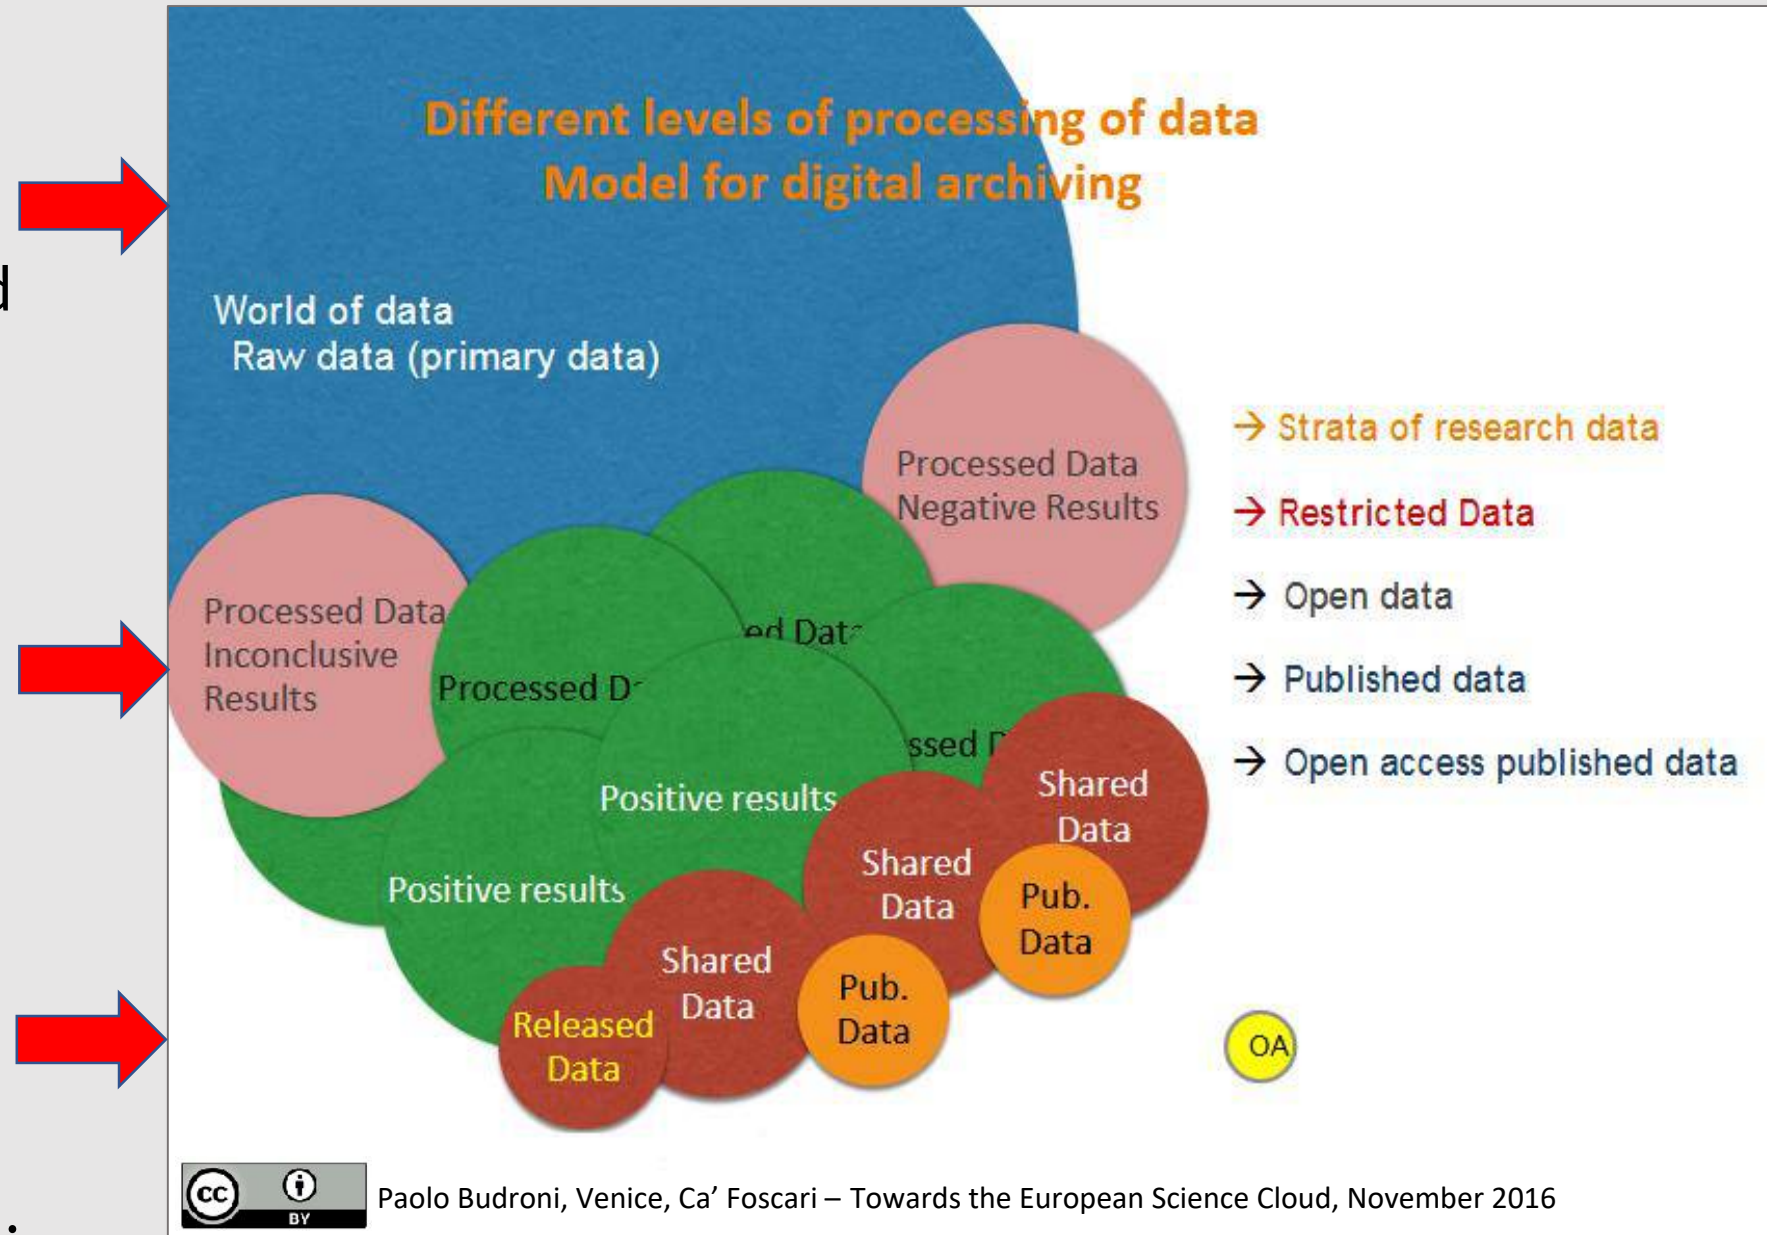 Different levels of processing of data
Model for digital archiving
d
World of data
Raw data (primary data)
Processed Data
Negative Results
→ Strata of research data
→ Restricted Data
→ Open data
→ Published data
→ Open access published data
Processed Data
Inconclusive
Results
ed Data
Processed D
ssed D
Positive results
Positive results
Shared
Data
Shared
Data
Shared
Data
Pub.
Data
Pub.
Data
Released
Data
OA
.
cc
BY
Paolo Budroni, Venice, Ca’ Foscari – Towards the European Science Cloud, November 2016